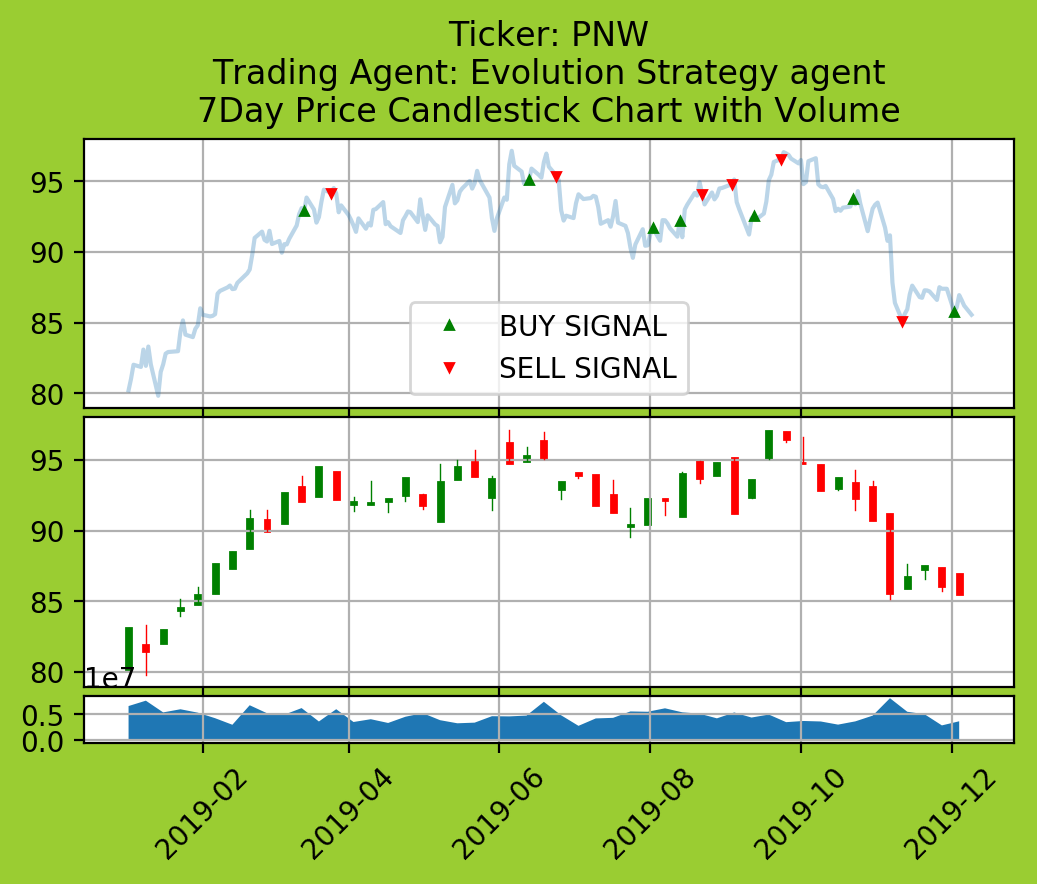 Ticker: PNW
Trading Agent: Evolution Strategy agent
7Day Price Candlestick Chart with Volume
95
90
85
80
BUY SIGNAL
SELL SIGNAL
95
90
85
80
1e7
0.5
0.0
2019-02
2019-04
2019-06
2019-08
2019-10
2019-12